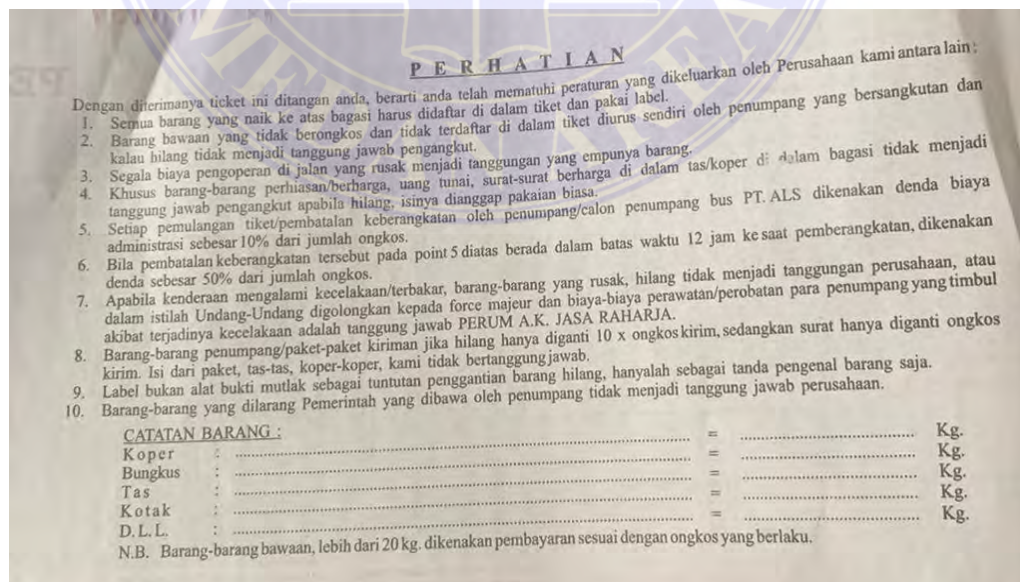 P E R H A T I A N
Dengan diterimanya ticket ini ditangan anda, berarti anda telah mematuhi peraturan yang dikeluarkan oleh Perusahaan kami antara lain :
1. Semua barang yang naik ke atas bagasi harus didaftar di dalam tiket dan pakai label.
2. Barang bawaan yang tidak berongkos dan tidak terdaftar di dalam tiket diurus sendiri oleh penumpang yang bersangkutan dan
kalau hilang tidak menjadi tanggung jawab pengangkut.
3. Segala biaya pengoperan di jalan yang rusak menjadi tanggungan yang empunya barang.
4. Khusus barang-barang perhiasan/berharga, uang tunai, surat-surat berharga di dalam tas/koper di dalam bagasi tidak menjadi
tanggung jawab pengangkut apabila hilang, isinya dianggap pakaian biasa.
5. Setiap pemulangan tiket/pembatalan keberangkatan oleh penumpang/calon penumpang bus PT. ALS dikenakan denda biaya
administrasi sebesar 10% dari jumlah ongkos.
6. Bila pembatalan keberangkatan tersebut pada point 5 diatas berada dalam batas waktu 12 jam ke saat pemberangkatan, dikenakan
denda sebesar 50% dari jumlah ongkos.
7. Apabila kenderaan mengalami kecelakaan/terbakar, barang-barang yang rusak, hilang tidak menjadi tanggungan perusahaan, atau
dalam istilah Undang-Undang digolongkan kepada force majeur dan biaya-biaya perawatan/perobatan para penumpang yang timbul
akibat terjadinya kecelakaan adalah tanggung jawab PERUM A.K. JASA RAHARJA.
8. Barang-barang penumpang/paket-paket kiriman jika hilang hanya diganti 10 x ongkos kirim, sedangkan surat hanya diganti ongkos
kirim. Isi dari paket, tas-tas, koper-koper, kami tidak bertanggung jawab.
9. Label bukan alat bukti mutlak sebagai tuntutan penggantian barang hilang, hanyalah sebagai tanda pengenal barang saja.
10. Barang-barang yang dilarang Pemerintah yang dibawa oleh penumpang tidak menjadi tanggung jawab perusahaan.
CATATAN BARANG :
Koper : .................... = .................... Kg.
Bungkus : .................... = .................... Kg.
Tas : .................... = .................... Kg.
Kotak : .................... = .................... Kg.
D.L.L. : .................... = .................... Kg.
N.B. Barang-barang bawaan, lebih dari 20 kg. dikenakan pembayaran sesuai dengan ongkos yang berlaku.